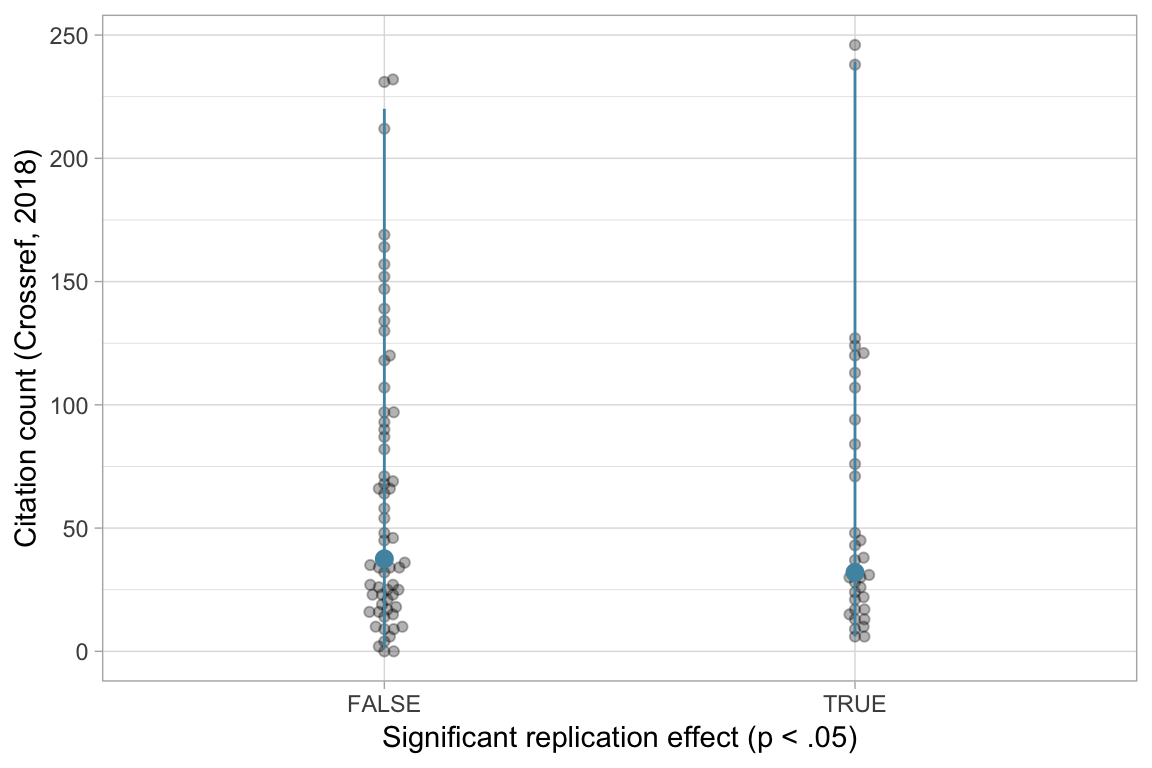 Citation count (Crossref, 2018)
250
200
150
100
50
0
FALSE
TRUE
Significant replication effect (p < .05)